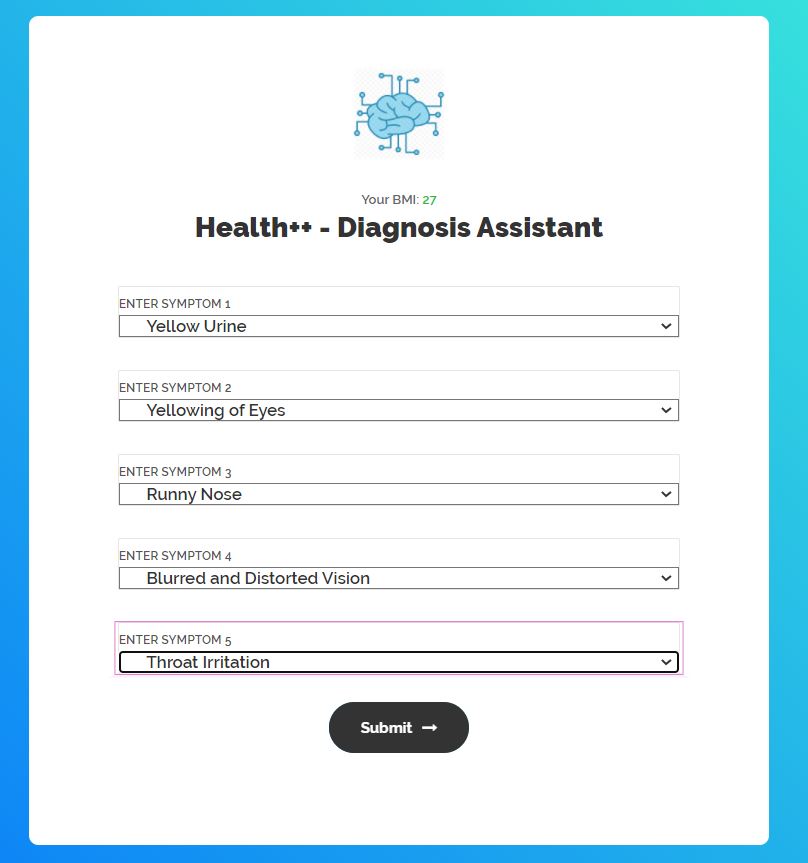 Your BMI: 27
Health++ - Diagnosis Assistant
ENTER SYMPTOM 1
Yellow Urine
ENTER SYMPTOM 2
Yellowing of Eyes
ENTER SYMPTOM 3
Runny Nose
ENTER SYMPTOM 4
Blurred and Distorted Vision
ENTER SYMPTOM 5
Throat Irritation
Submit →